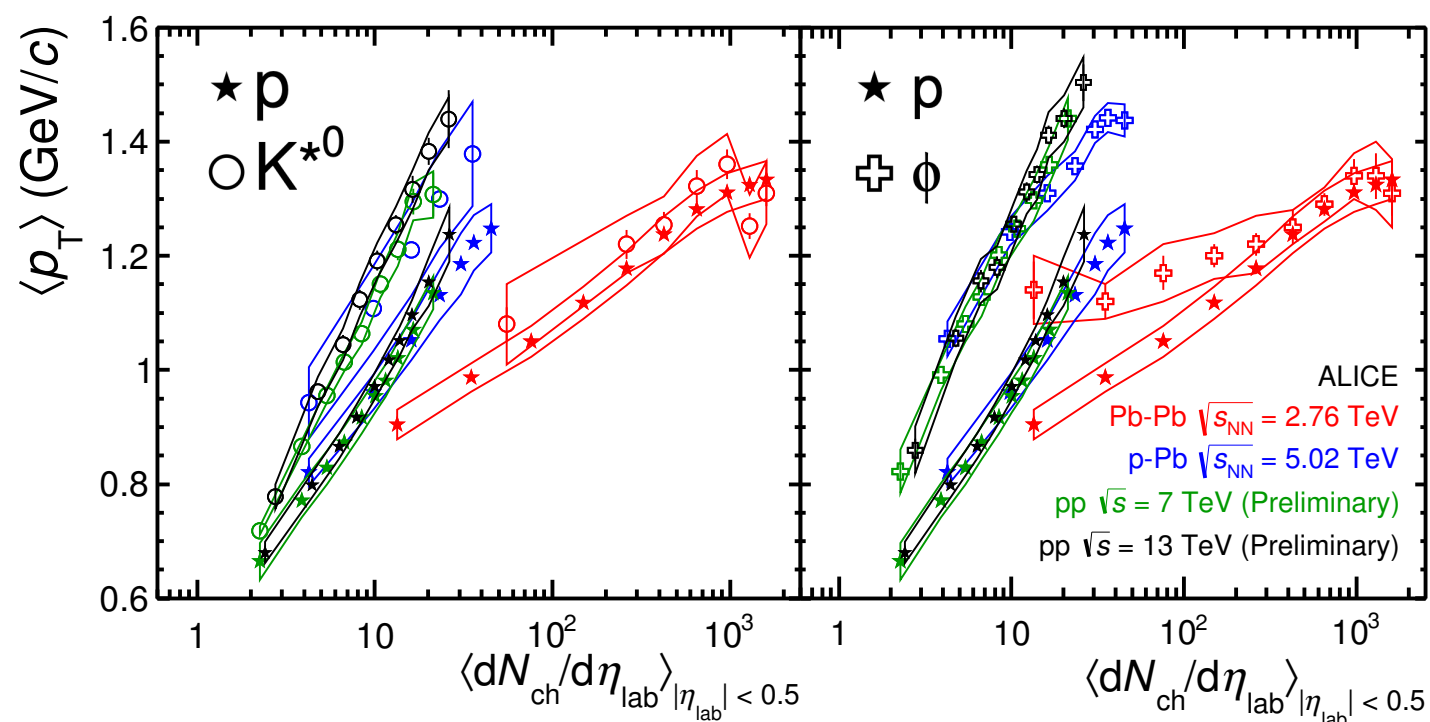 ⟨p_T⟩ (GeV/c)
1.6
1.4
1.2
1
0.8
0.6
★ p
○ K*⁰
1 10 10² 10³
⟨dN_ch/dη_lab⟩_|η_lab| < 0.5
★ p
ϕ
ALICE
Pb-Pb √s_NN = 2.76 TeV
p-Pb √s_NN = 5.02 TeV
pp √s = 7 TeV (Preliminary)
pp √s = 13 TeV (Preliminary)
1 10 10² 10³
⟨dN_ch/dη_lab⟩_|η_lab| < 0.5